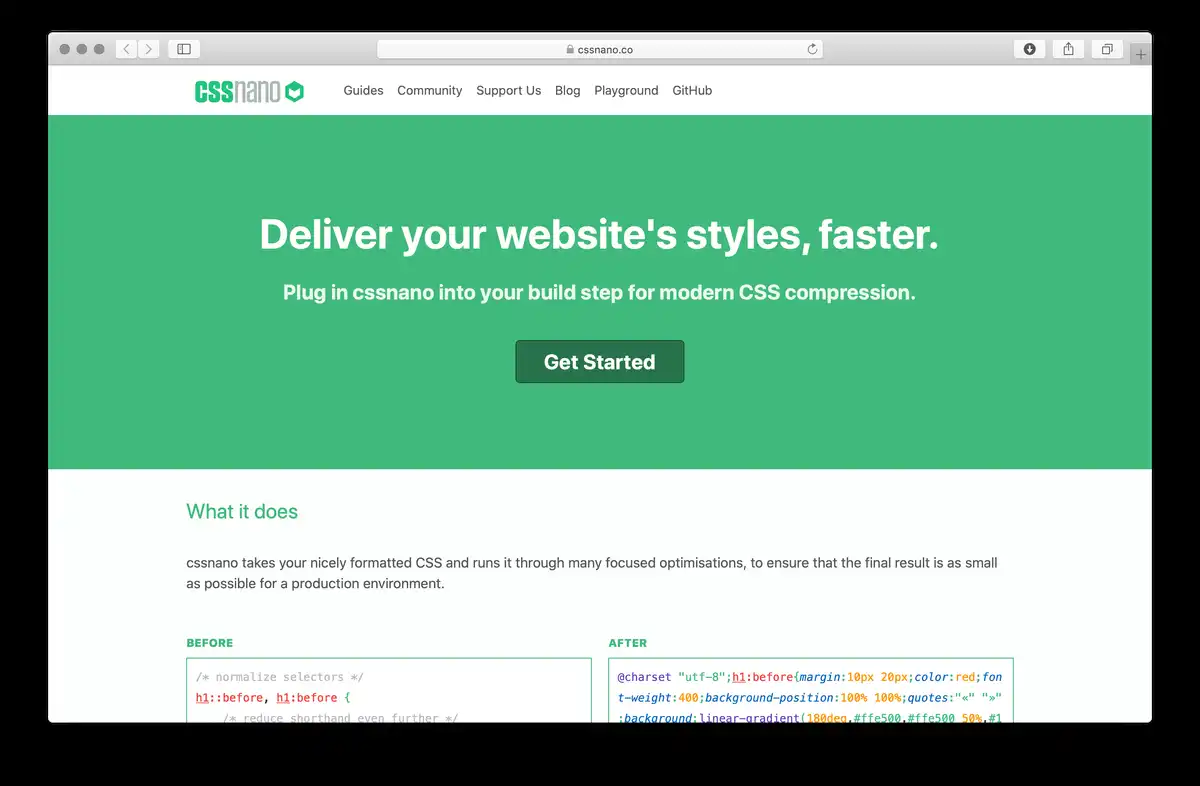 cssnano.co
cssnano
Guides Community Support Us Blog Playground GitHub
Deliver your website's styles, faster.
Plug in cssnano into your build step for modern CSS compression.
Get Started
What it does
cssnano takes your nicely formatted CSS and runs it through many focused optimisations, to ensure that the final result is as small
as possible for a production environment.
BEFORE
/* normalize selectors */
h1::before, h1:before {
/* reduce shorthand even further */
AFTER
@charset "utf-8";h1:before{margin:10px 20px;color:red;fon
t-weight:400;background-position:100% 100%;quotes:"«" "»"
;background:linear-gradient(180deg,#ffe500,#ffe500 50%,#1